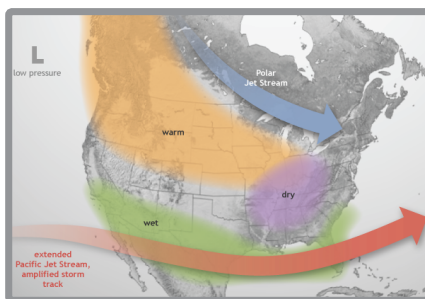 L
low pressure
Polar
Jet Stream
warm
dry
wet
extended
Pacific Jet Stream,
amplified storm
track